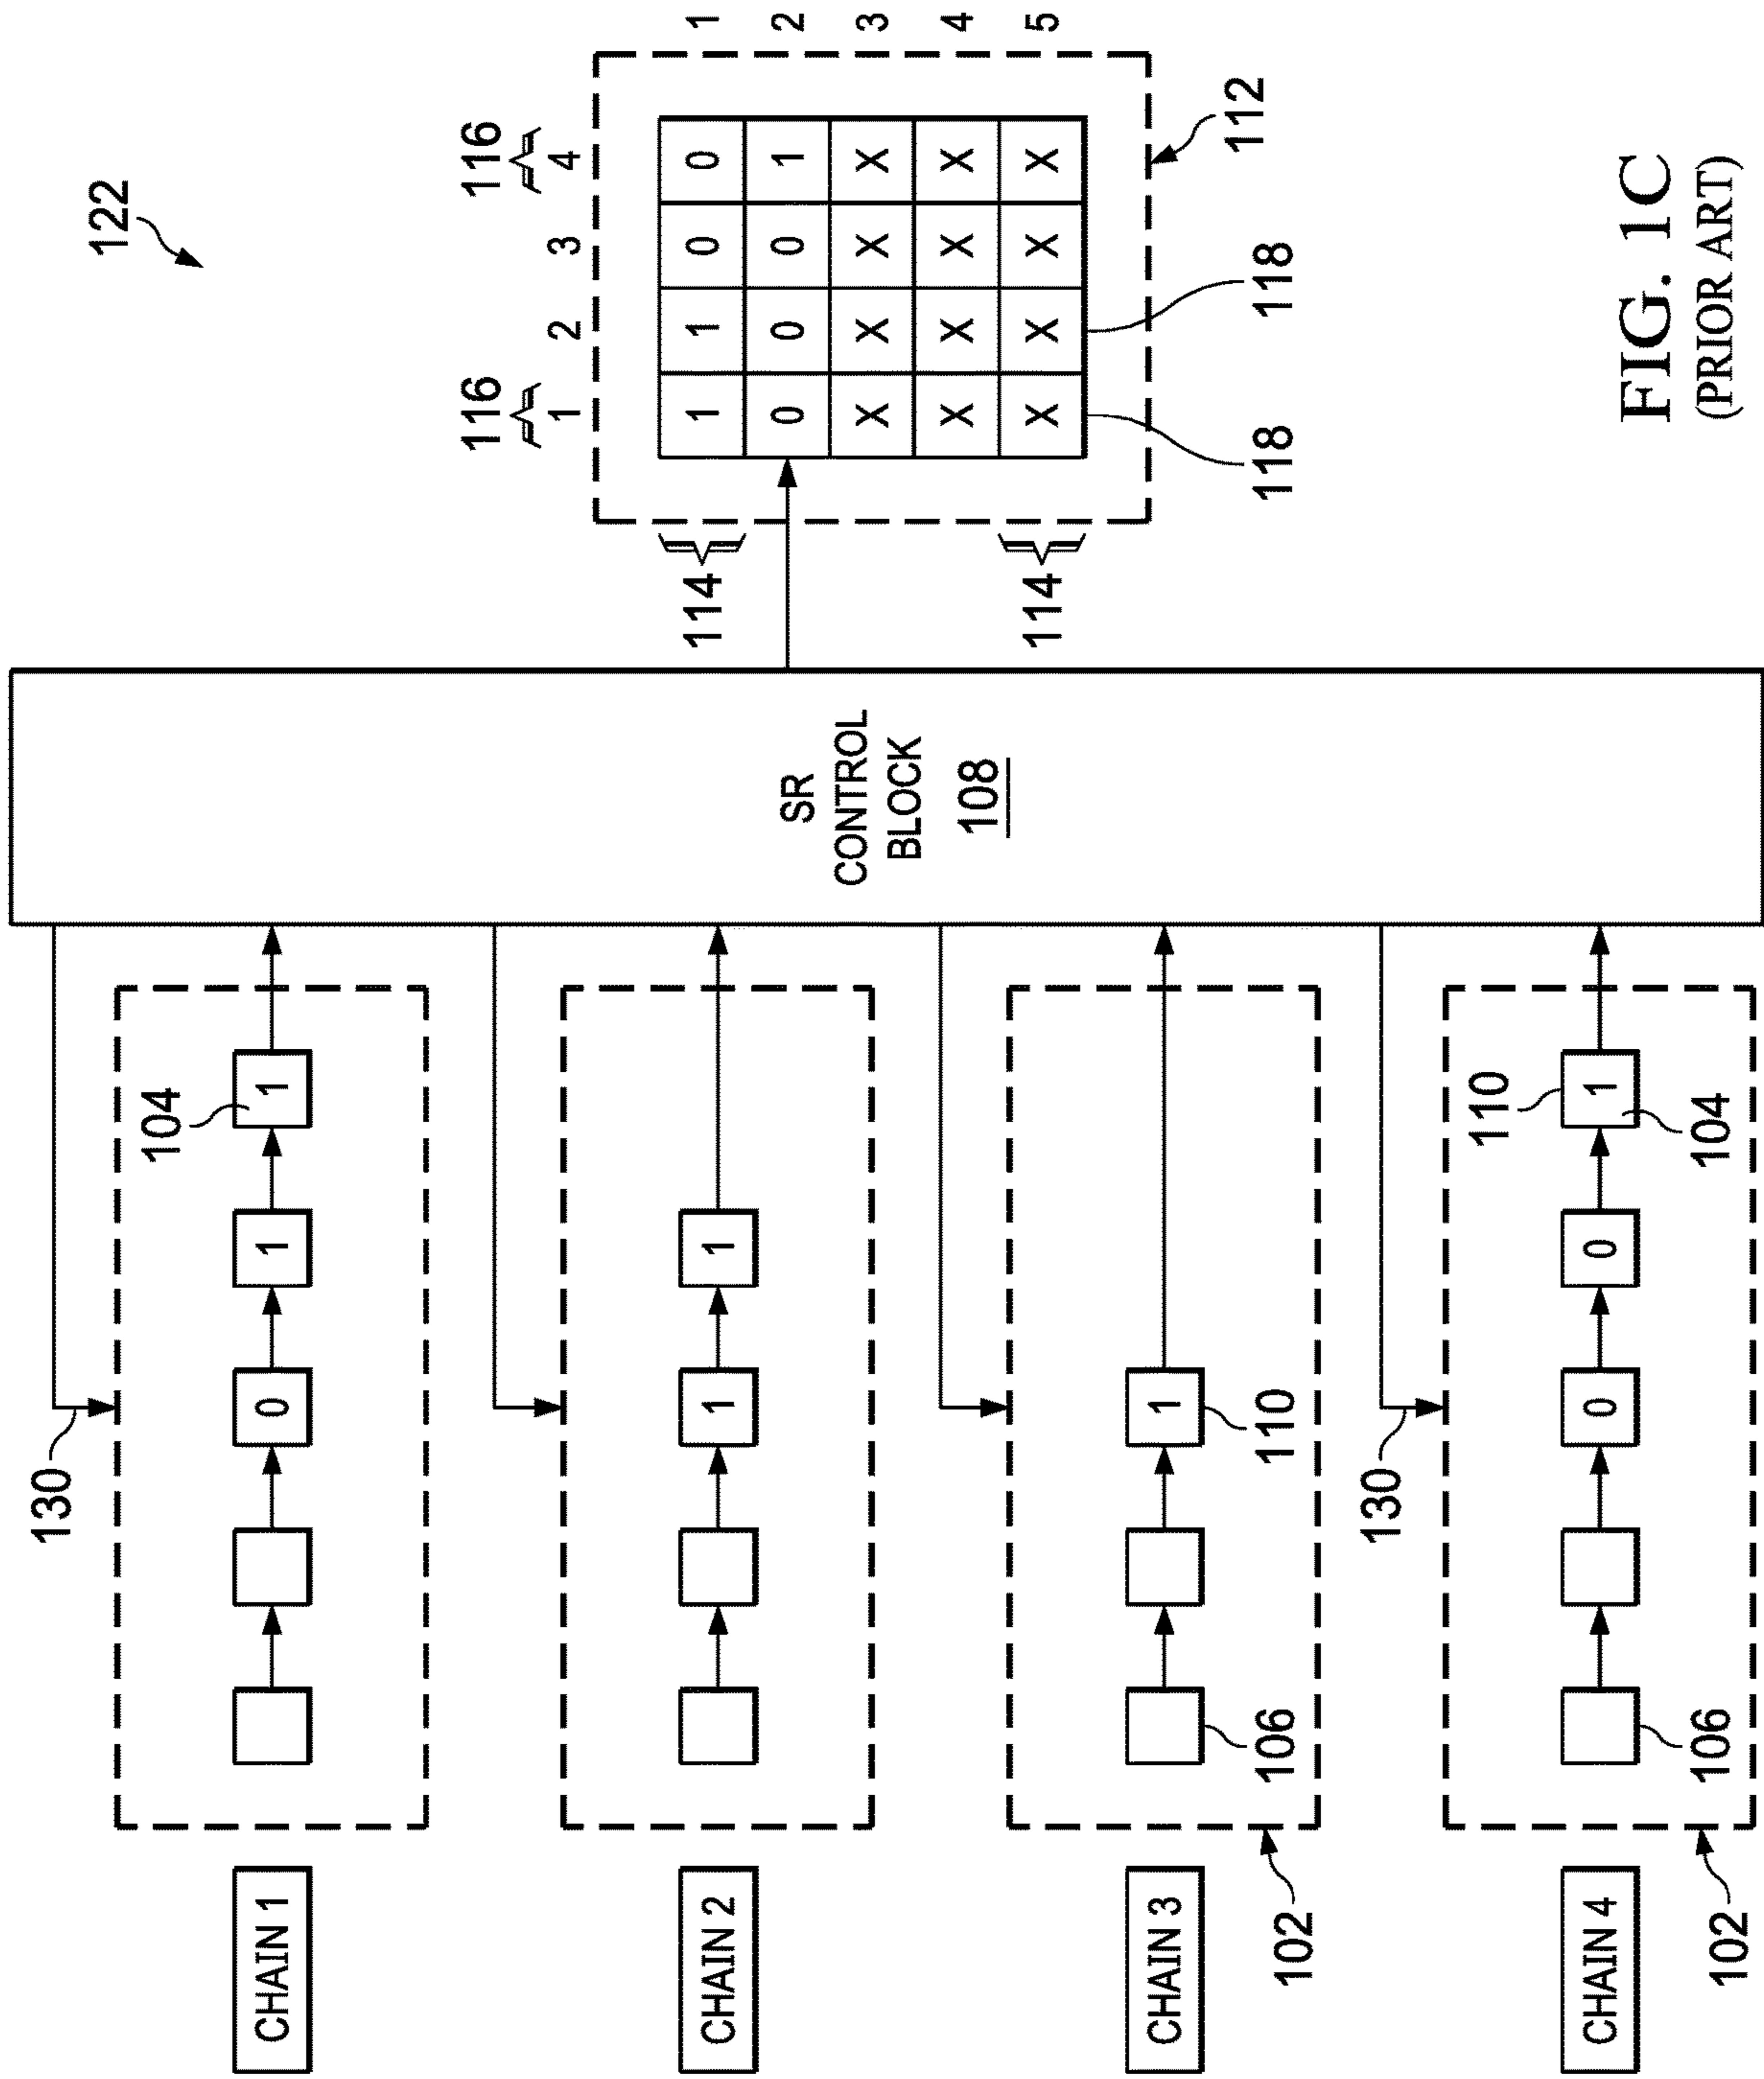 122
130
104
CHAIN 1
0 1 1
CHAIN 2
1 1
CHAIN 3
1
106
110
102
130
110
CHAIN 4
0 0 1
106
104
102
SR
CONTROL
BLOCK
108
116 116
1 2 3 4
114
1 1 0 0 1
0 0 0 1 2
X X X X 3
X X X X 4
114
X X X X 5
118 118 112
FIG. 1C
(PRIOR ART)